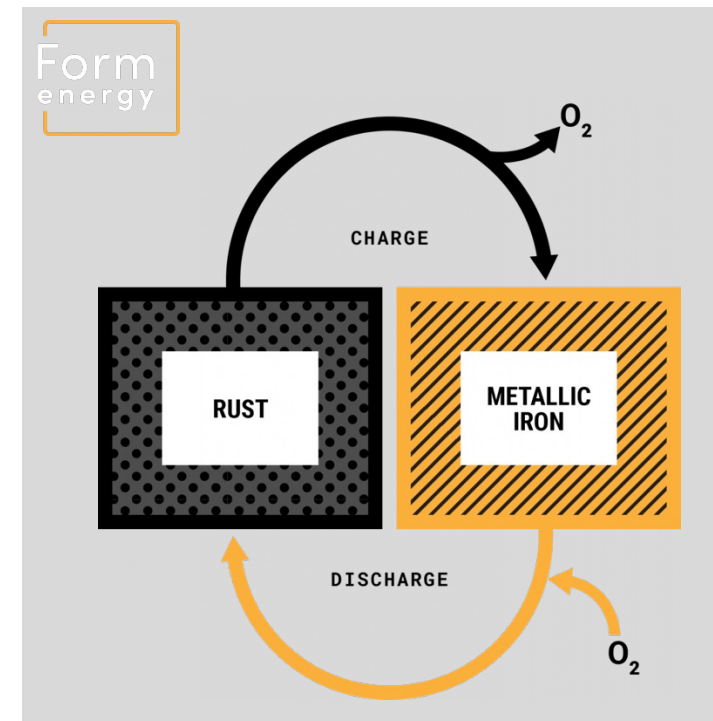 Form
energy
O₂
CHARGE
RUST
METALLIC
IRON
DISCHARGE
O₂